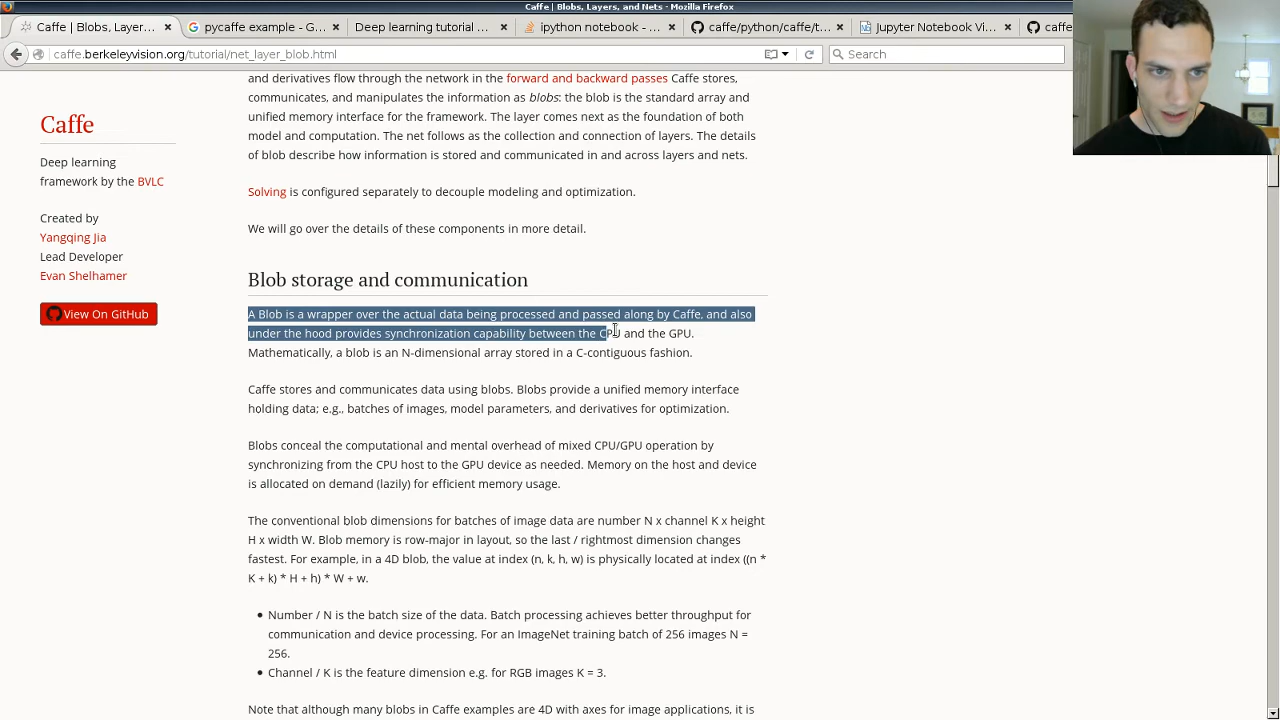 Caffe | Blobs, Layers, and Nets - Mozilla Firefox
Caffe | Blobs, Layer...
pycaffe example - G...
Deep learning tutorial ...
ipython notebook - ...
caffe/python/caffe/t...
Jupyter Notebook Vi...
caffe
caffe.berkeleyvision.org/tutorial/net_layer_blob.html
Search
Caffe
Deep learning
framework by the BVLC
Created by
Yangqing Jia
Lead Developer
Evan Shelhamer
View On GitHub
and derivatives flow through the network in the forward and backward passes Caffe stores,
communicates, and manipulates the information as blobs: the blob is the standard array and
unified memory interface for the framework. The layer comes next as the foundation of both
model and computation. The net follows as the collection and connection of layers. The details
of blob describe how information is stored and communicated in and across layers and nets.
Solving is configured separately to decouple modeling and optimization.
We will go over the details of these components in more detail.
Blob storage and communication
A Blob is a wrapper over the actual data being processed and passed along by Caffe, and also
under the hood provides synchronization capability between the CPU and the GPU.
Mathematically, a blob is an N-dimensional array stored in a C-contiguous fashion.
Caffe stores and communicates data using blobs. Blobs provide a unified memory interface
holding data; e.g., batches of images, model parameters, and derivatives for optimization.
Blobs conceal the computational and mental overhead of mixed CPU/GPU operation by
synchronizing from the CPU host to the GPU device as needed. Memory on the host and device
is allocated on demand (lazily) for efficient memory usage.
The conventional blob dimensions for batches of image data are number N x channel K x height
H x width W. Blob memory is row-major in layout, so the last / rightmost dimension changes
fastest. For example, in a 4D blob, the value at index (n, k, h, w) is physically located at index ((n *
K + k) * H + h) * W + w.
• Number / N is the batch size of the data. Batch processing achieves better throughput for
communication and device processing. For an ImageNet training batch of 256 images N =
256.
• Channel / K is the feature dimension e.g. for RGB images K = 3.
Note that although many blobs in Caffe examples are 4D with axes for image applications, it is